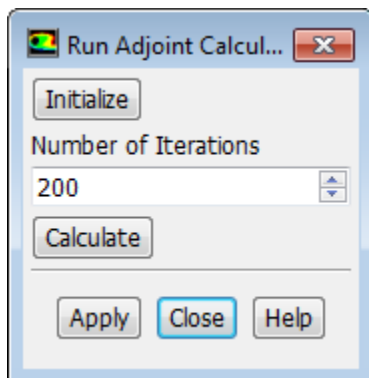 Run Adjoint Calcul...
Initialize
Number of Iterations
200
Calculate
Apply Close Help